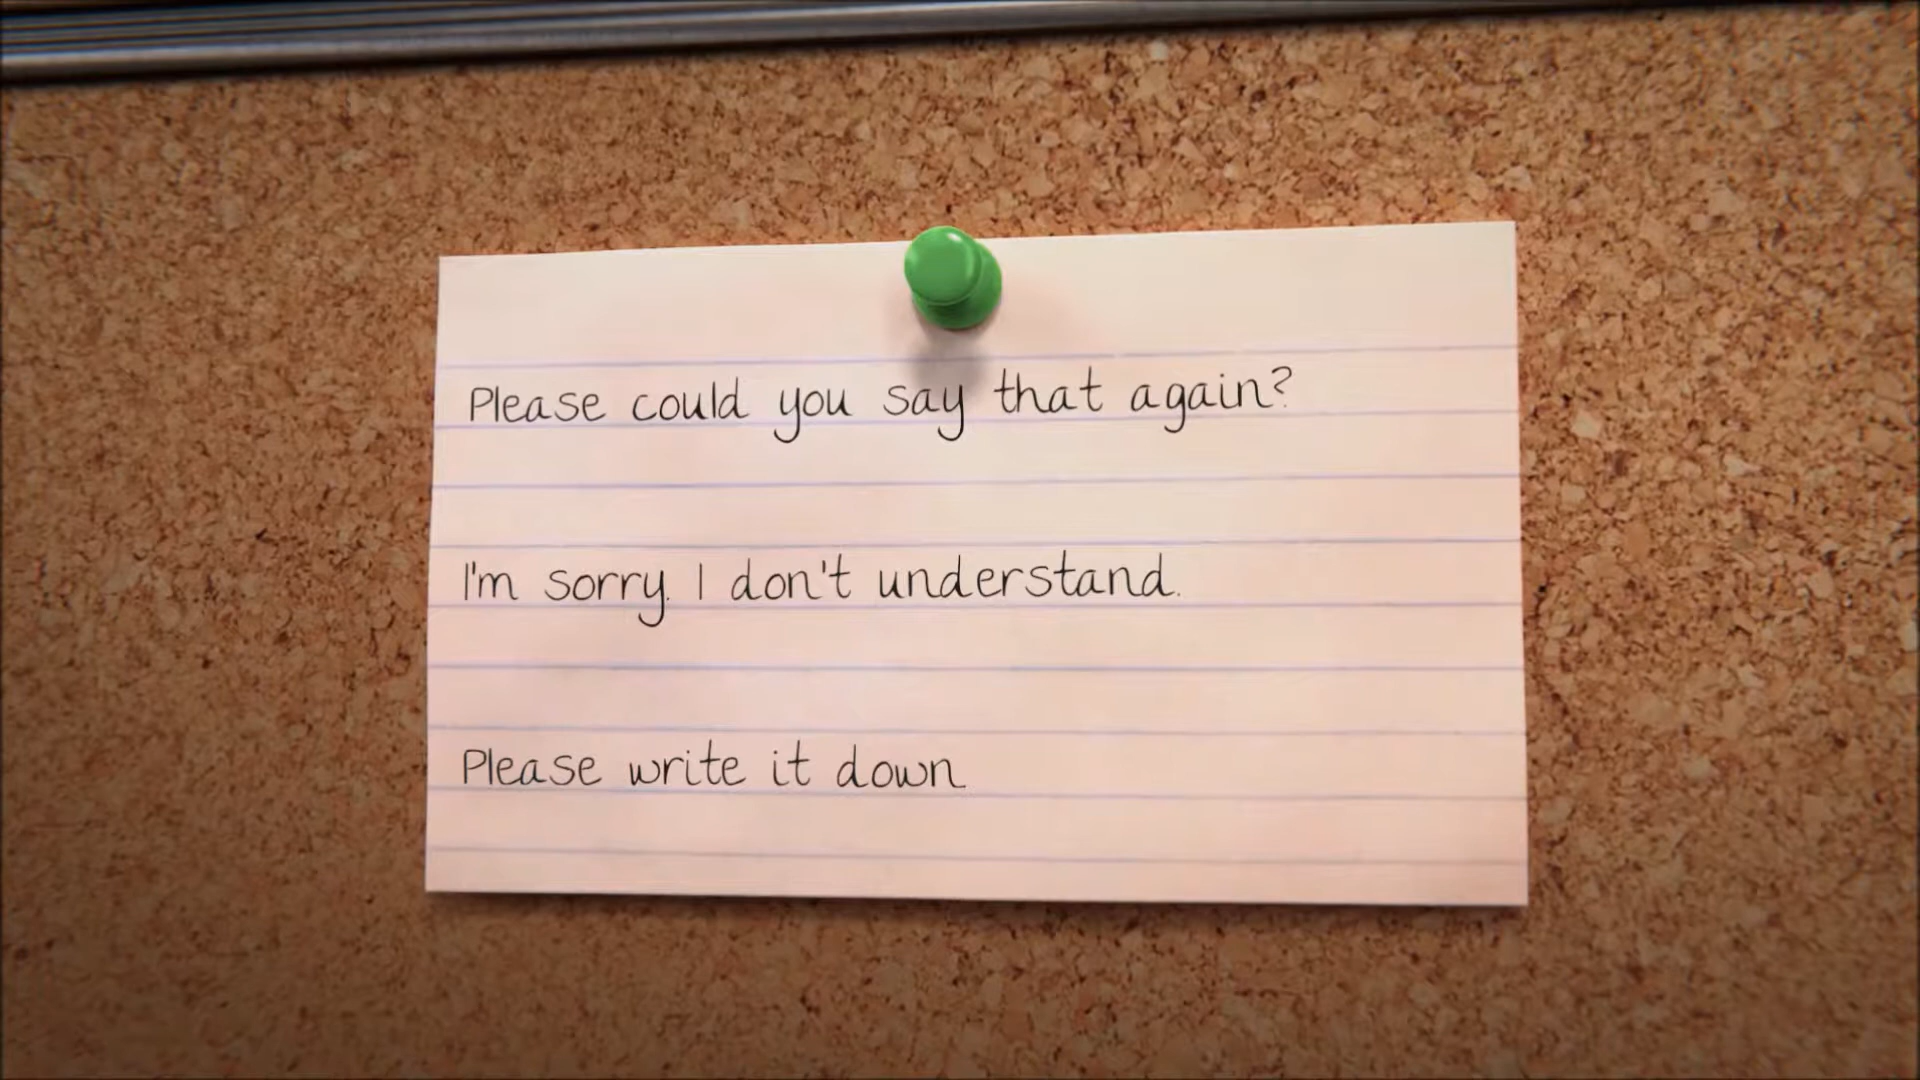 Please could you say that again?
I'm sorry. I don't understand.
Please write it down.